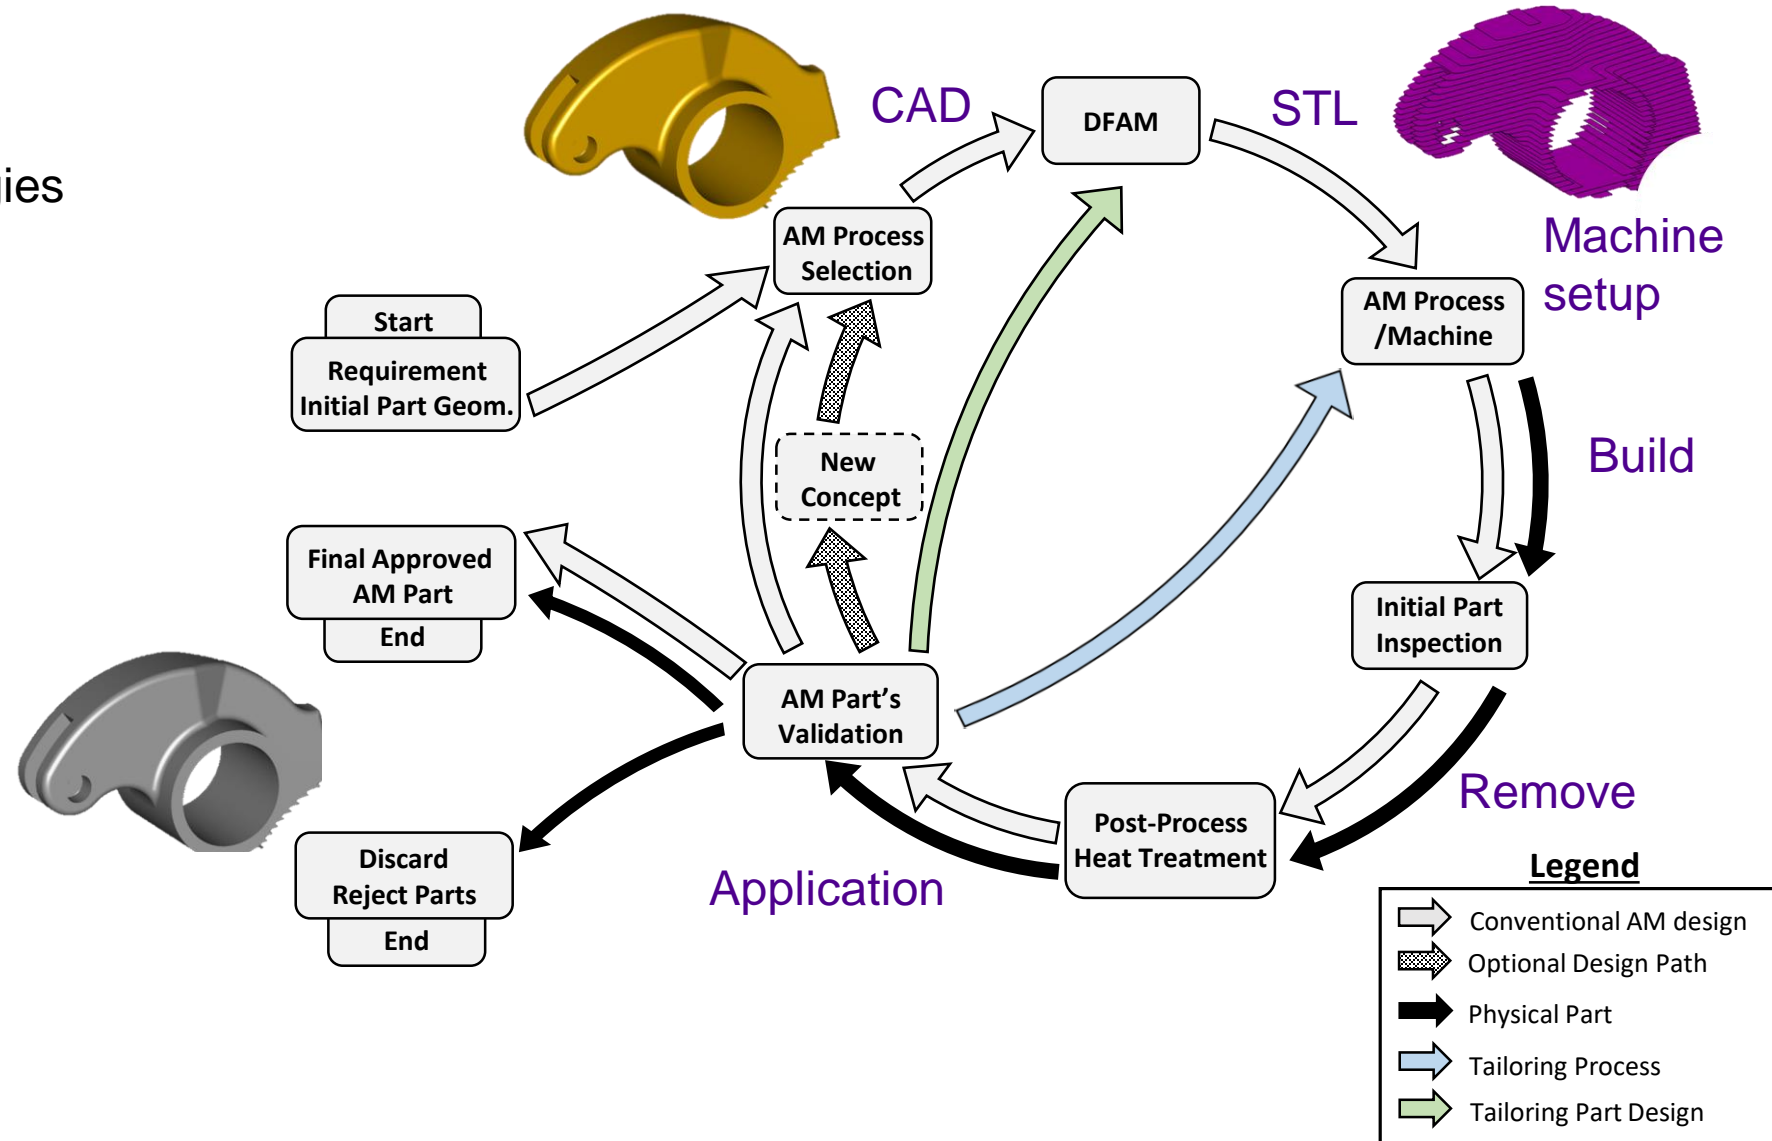 gies
CAD
DFAM
STL
AM Process
Selection
Machine
setup
Start
Requirement
Initial Part Geom.
AM Process
/Machine
New
Concept
Build
Final Approved
AM Part
End
Initial Part
Inspection
AM Part’s
Validation
Remove
Post-Process
Heat Treatment
Application
Discard
Reject Parts
End
Legend
Conventional AM design
Optional Design Path
Physical Part
Tailoring Process
Tailoring Part Design